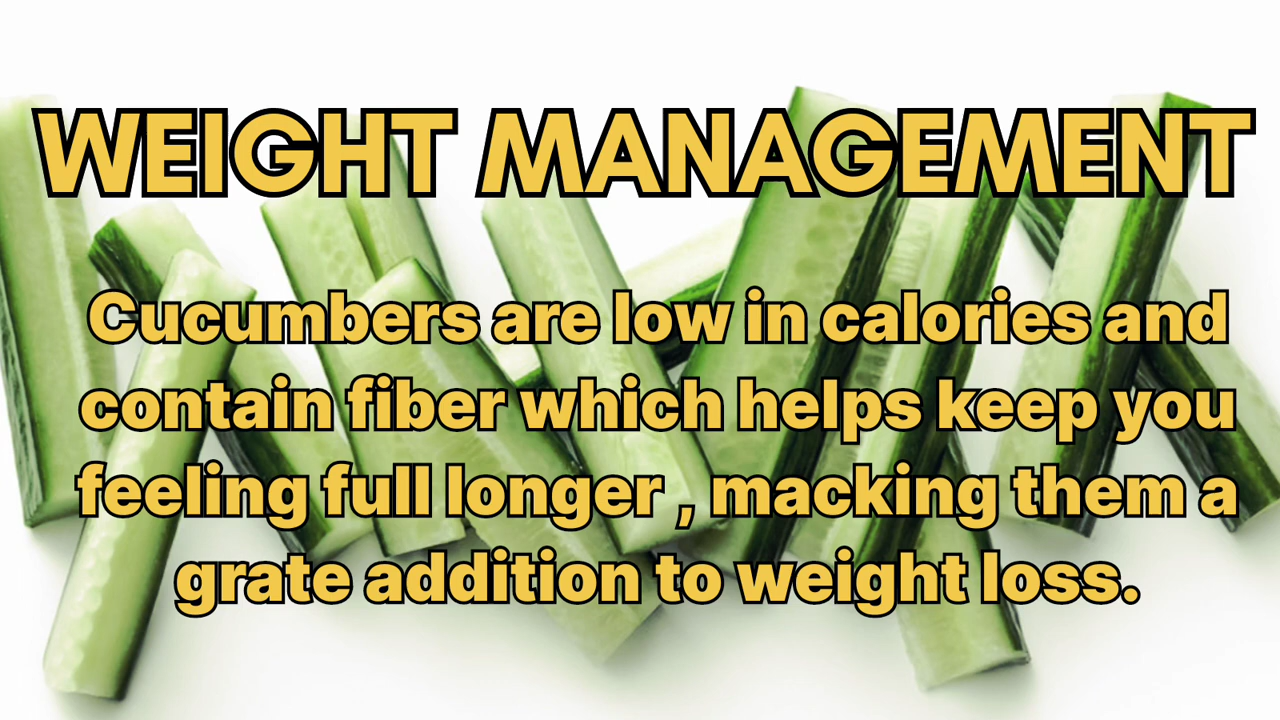 WEIGHT MANAGEMENT
Cucumbers are low in calories and
contain fiber which helps keep you
feeling full longer , macking them a
grate addition to weight loss.